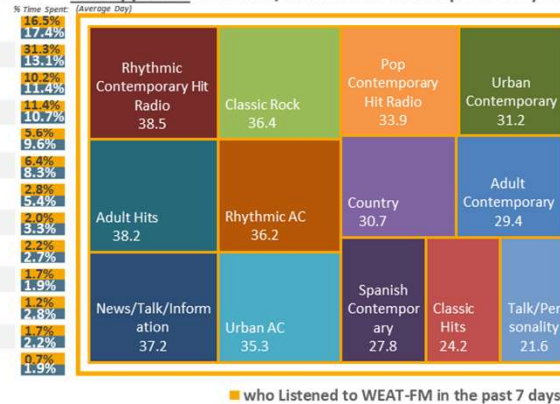 % Time Spent: (Average Day)
16.5%
17.4%
31.3%
13.1%
10.2%
11.4%
11.4%
10.7%
5.6%
9.6%
6.4%
8.3%
2.8%
5.4%
2.0%
3.3%
2.2%
2.7%
1.7%
1.9%
1.2%
2.8%
1.7%
2.2%
0.7%
1.9%
Rhythmic
Contemporary Hit
Radio
38.5
Classic Rock
36.4
Pop
Contemporary
Hit Radio
33.9
Urban
Contemporary
31.2
Adult Hits
38.2
Rhythmic AC
36.2
Country
30.7
Adult
Contemporary
29.4
News/Talk/Inform
ation
37.2
Urban AC
35.3
Spanish
Contempor
ary
27.8
Classic
Hits
24.2
Talk/Per
sonality
21.6
who Listened to WEAT-FM in the past 7 days